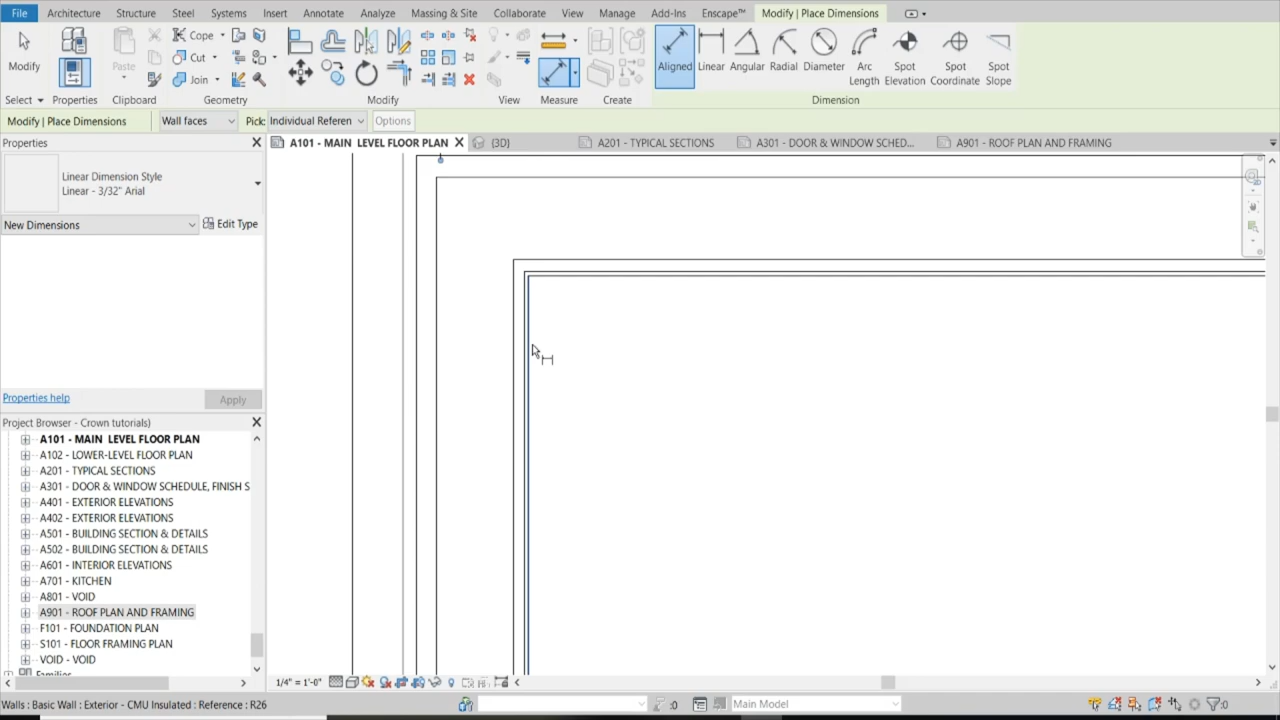 File Architecture Structure Steel Systems Insert Annotate Analyze Massing & Site Collaborate View Manage Add-Ins Enscape™ Modify | Place Dimensions
Cope
Cut
Join
Modify
Properties
Paste
Aligned
Linear
Angular
Radial
Diameter
Arc
Length
Spot
Elevation
Spot
Coordinate
Spot
Slope
Select Properties Clipboard Geometry Modify View Measure Create Dimension
Modify | Place Dimensions Wall faces Pick: Individual Referen Options
Properties
A101 - MAIN LEVEL FLOOR PLAN (3D) A201 - TYPICAL SECTIONS A301 - DOOR & WINDOW SCHED... A901 - ROOF PLAN AND FRAMING
Linear Dimension Style
Linear - 3/32" Arial
New Dimensions Edit Type
Properties help Apply
Project Browser - Crown tutorials)
A101 - MAIN LEVEL FLOOR PLAN
A102 - LOWER-LEVEL FLOOR PLAN
A201 - TYPICAL SECTIONS
A301 - DOOR & WINDOW SCHEDULE, FINISH S
A401 - EXTERIOR ELEVATIONS
A402 - EXTERIOR ELEVATIONS
A501 - BUILDING SECTION & DETAILS
A502 - BUILDING SECTION & DETAILS
A601 - INTERIOR ELEVATIONS
A701 - KITCHEN
A801 - VOID
A901 - ROOF PLAN AND FRAMING
F101 - FOUNDATION PLAN
S101 - FLOOR FRAMING PLAN
VOID - VOID
Families
1/4" = 1'-0"
Walls : Basic Wall : Exterior - CMU Insulated : Reference : R26 :0 Main Model :0